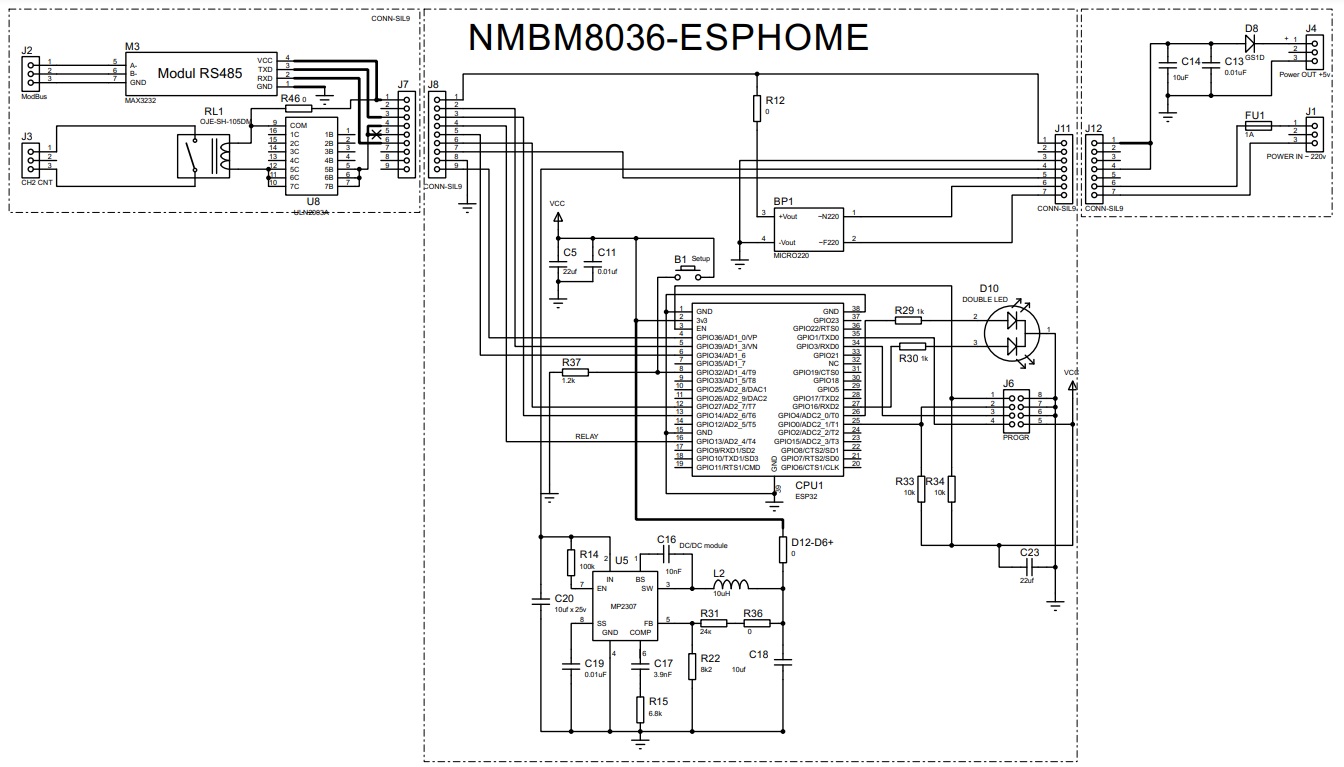 NMBM8036-ESPHOME
CONN-SIL9
J2
1
2
3
ModBus
M3
5 A-
6 B-
7 GND
Modul RS485
VCC 4
TXD 3
RXD 2
GND 1
MAX3232
R46 0
RL1
OJE-SH-105DM
J3
1
2
3
CH2 CNT
9 COM
16 1C 1B 1
15 2C 2B 2
14 3C 3B 3
13 4C 4B 4
12 5C 5B 5
11 6C 6B 6
10 7C 7B 7
U8
ULN2003A
J7
1
2
3
4
5
6
7
8
9
J8
1
2
3
4
5
6
7
8
9
CONN-SIL9
R12
0
J11
1
2
3
4
5
6
7
CONN-SIL9
J12
1
2
3
4
5
6
7
CONN-SIL9
D8
GS1D
C14
10uF
C13
0.01uF
J4
+ 1
2
3
Power OUT +5v
FU1
1A
J1
1
2
3
POWER IN ~ 220v
BP1
3 +Vout ~N220 1
4 -Vout ~F220 2
MICRO220
VCC
C5
22uf
C11
0.01uf
B1 Setup
R37
1.2k
RELAY
1 GND
2 3v3
3 EN
4 GPIO36/AD1_0/VP
5 GPIO39/AD1_3/VN
6 GPIO34/AD1_6
7 GPIO35/AD1_7
8 GPIO32/AD1_4/T9
9 GPIO33/AD1_5/T8
10 GPIO25/AD2_8/DAC1
11 GPIO26/AD2_9/DAC2
12 GPIO27/AD2_7/T7
13 GPIO14/AD2_6/T6
14 GPIO12/AD2_5/T5
15 GND
16 GPIO13/AD2_4/T4
17 GPIO9/RXD1/SD2
18 GPIO10/TXD1/SD3
19 GPIO11/RTS1/CMD
GND 38
GPIO23 37
GPIO22/RTS0 36
GPIO1/TXD0 35
GPIO3/RXD0 34
GPIO21 33
NC 32
GPIO19/CTS0 31
GPIO18 30
GPIO5 29
GPIO17/TXD2 28
GPIO16/RXD2 27
GPIO4/ADC2_0/T0 26
GPIO0/ADC2_1/T1 25
GPIO2/ADC2_2/T2 24
GPIO15/ADC2_3/T3 23
GPIO8/CTS2/SD1 22
GPIO7/RTS2/SD0 21
GPIO6/CTS1/CLK 20
GND
39
CPU1
ESP32
R29 1k
R30 1k
D10
DOUBLE LED
2
3
1
VCC
J6
1 8
2 7
3 6
4 5
PROGR
R33
10k
R34
10k
C23
22uf
D12-D6+
0
C16
10nF
DC/DC module
R14
100k
U5
2 IN
1 BS
7 EN
SW 3
MP2307
8 SS
FB 5
GND 4
COMP 6
L2
10uH
R31
24к
R36
0
C20
10uf x 25v
C19
0.01uF
C17
3.9nF
R22
8k2
C18
10uf
R15
6.8k